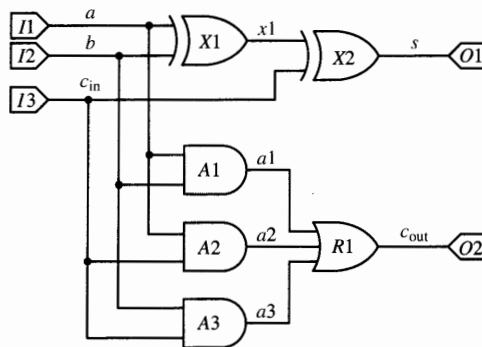 I1 a X1 x1 X2 s O1
I2 b
I3 c_in
A1 a1
A2 a2 R1 c_out O2
A3 a3